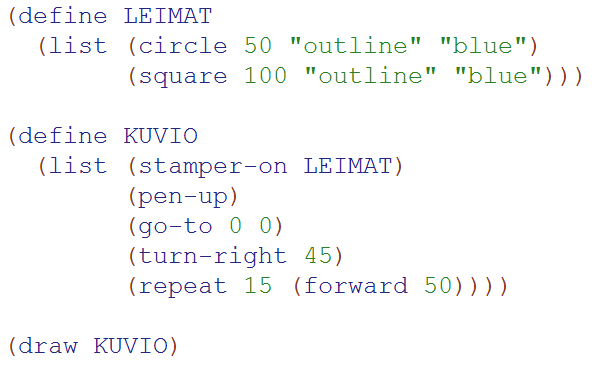 (define LEIMAT
  (list (circle 50 "outline" "blue")
        (square 100 "outline" "blue")))

(define KUVIO
  (list (stamper-on LEIMAT)
        (pen-up)
        (go-to 0 0)
        (turn-right 45)
        (repeat 15 (forward 50))))

(draw KUVIO)